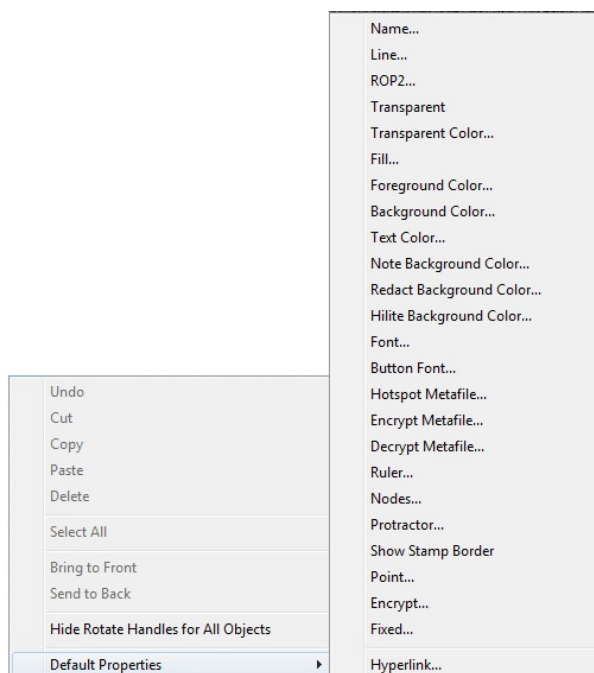 Name...
Line...
ROP2...
Transparent
Transparent Color...
Fill...
Foreground Color...
Background Color...
Text Color...
Note Background Color...
Redact Background Color...
Hilite Background Color...
Font...
Button Font...
Hotspot Metafile...
Encrypt Metafile...
Decrypt Metafile...
Ruler...
Nodes...
Protractor...
Show Stamp Border
Point...
Encrypt...
Fixed...
Hyperlink...
Undo
Cut
Copy
Paste
Delete
Select All
Bring to Front
Send to Back
Hide Rotate Handles for All Objects
Default Properties